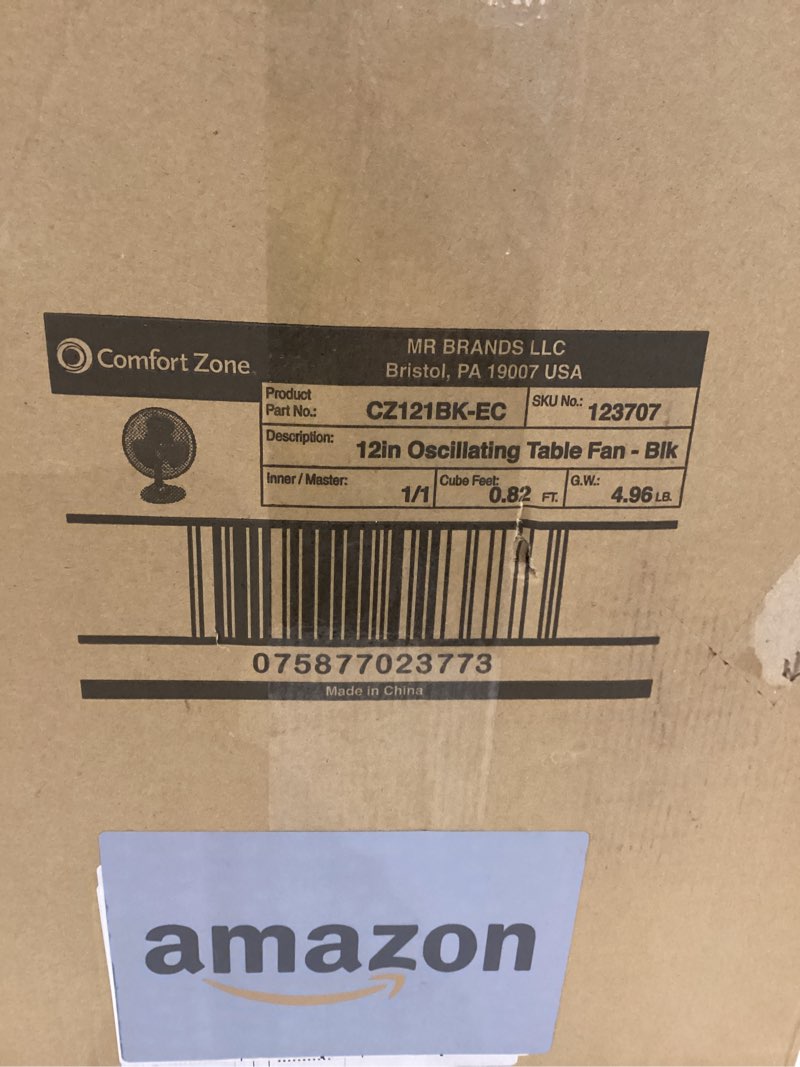 Comfort Zone
MR BRANDS LLC
Bristol, PA 19007 USA
Product
Part No.:
CZ121BK-EC
SKU No.: 123707
Description: 12in Oscillating Table Fan - Blk
Inner / Master: 1/1
Cube Feet: 0.82 FT.
G.W.: 4.96 LB.
075877023773
Made in China
amazon